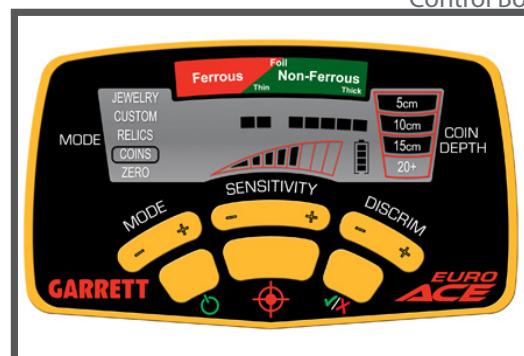 Control Bo
Ferrous
Foil
Non-Ferrous
Thin
Thick
JEWELRY
CUSTOM
RELICS
COINS
ZERO
MODE
5cm
10cm
15cm
20+
COIN
DEPTH
SENSITIVITY
MODE
DISCRIM
- +
- +
- +
GARRETT
EURO
ACE